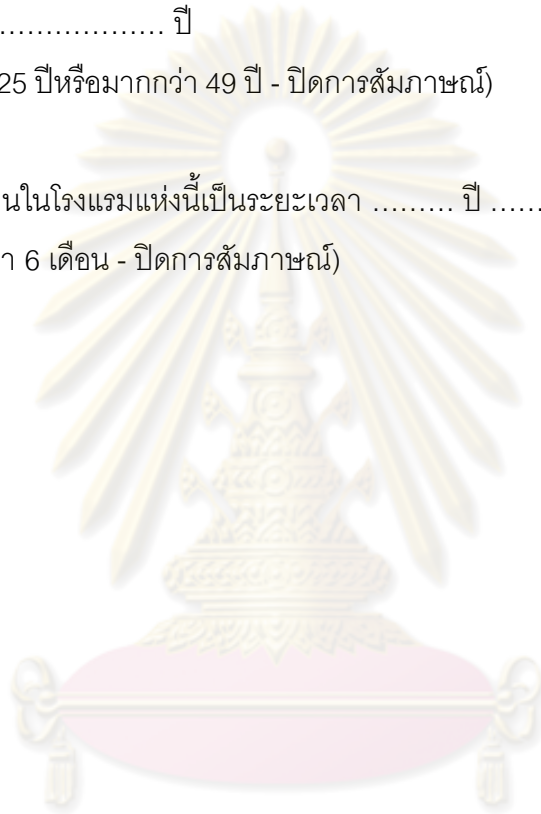 ……………… ปี
25 ปีหรือมากกว่า 49 ปี - ปิดการสัมภาษณ์)
นในโรงแรมแห่งนี้เป็นระยะเวลา ……… ปี ……
า 6 เดือน - ปิดการสัมภาษณ์)